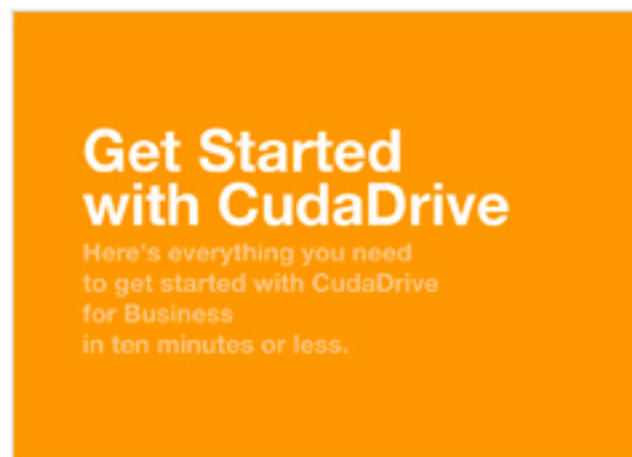 Get Started
with CudaDrive
Here's everything you need
to get started with CudaDrive
for Business
in ten minutes or less.